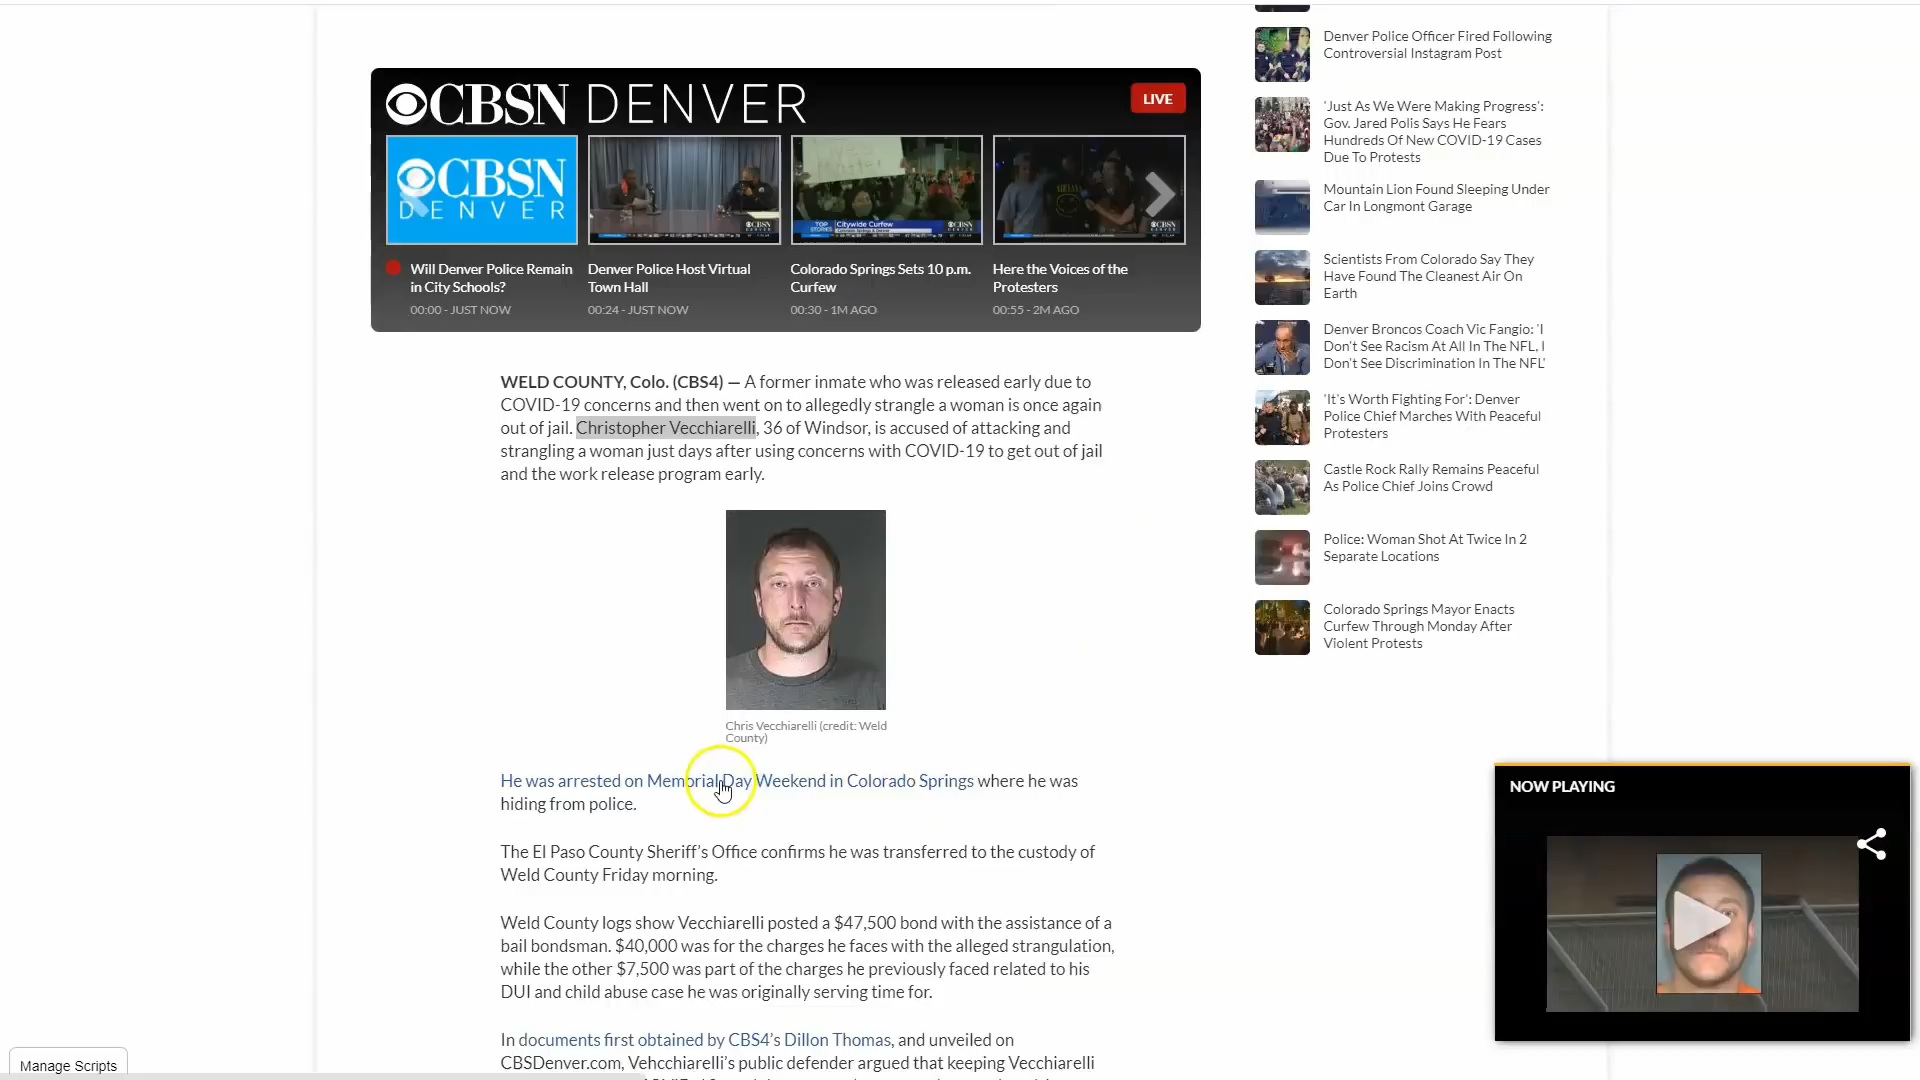 CBSN DENVER
LIVE
CBSN
DENVER
TOP
STORIES
Citywide Curfew
CBSN
CBSN
CBSN
Will Denver Police Remain
in City Schools?
00:00 - JUST NOW
Denver Police Host Virtual
Town Hall
00:24 - JUST NOW
Colorado Springs Sets 10 p.m.
Curfew
00:30 - 1M AGO
Here the Voices of the
Protesters
00:55 - 2M AGO
WELD COUNTY, Colo. (CBS4) — A former inmate who was released early due to
COVID-19 concerns and then went on to allegedly strangle a woman is once again
out of jail. Christopher Vecchiarelli, 36 of Windsor, is accused of attacking and
strangling a woman just days after using concerns with COVID-19 to get out of jail
and the work release program early.
Chris Vecchiarelli (credit: Weld
County)
He was arrested on Memorial Day Weekend in Colorado Springs where he was
hiding from police.
The El Paso County Sheriff's Office confirms he was transferred to the custody of
Weld County Friday morning.
Weld County logs show Vecchiarelli posted a $47,500 bond with the assistance of a
bail bondsman. $40,000 was for the charges he faces with the alleged strangulation,
while the other $7,500 was part of the charges he previously faced related to his
DUI and child abuse case he was originally serving time for.
In documents first obtained by CBS4's Dillon Thomas, and unveiled on
CBSDenver.com, Vehcchiarelli's public defender argued that keeping Vecchiarelli
Denver Police Officer Fired Following
Controversial Instagram Post
'Just As We Were Making Progress':
Gov. Jared Polis Says He Fears
Hundreds Of New COVID-19 Cases
Due To Protests
Mountain Lion Found Sleeping Under
Car In Longmont Garage
Scientists From Colorado Say They
Have Found The Cleanest Air On
Earth
Denver Broncos Coach Vic Fangio: 'I
Don't See Racism At All In The NFL, I
Don't See Discrimination In The NFL'
'It's Worth Fighting For': Denver
Police Chief Marches With Peaceful
Protesters
Castle Rock Rally Remains Peaceful
As Police Chief Joins Crowd
Police: Woman Shot At Twice In 2
Separate Locations
Colorado Springs Mayor Enacts
Curfew Through Monday After
Violent Protests
NOW PLAYING
Manage Scripts